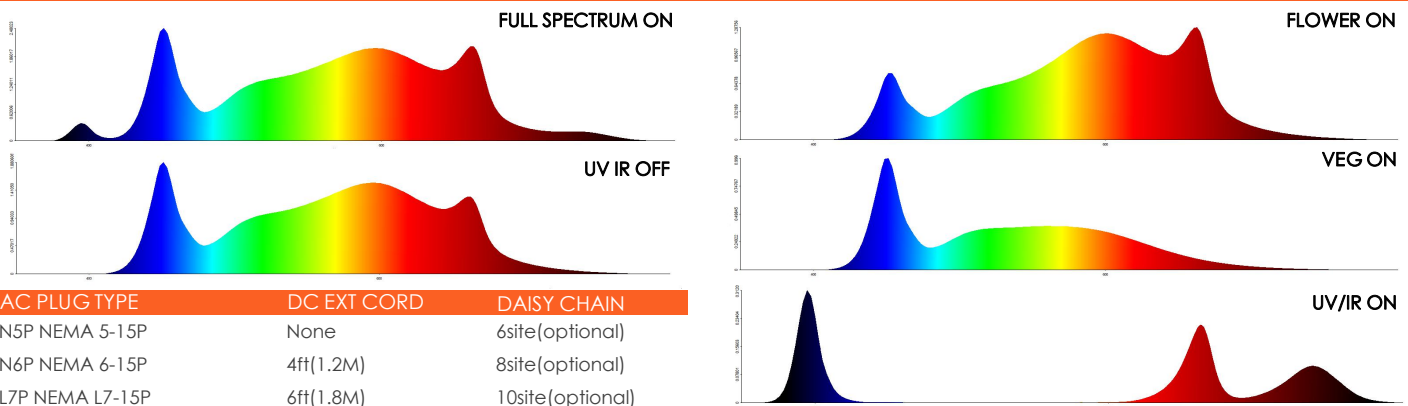 FULL SPECTRUM ON
FLOWER ON
UV IR OFF
VEG ON
UV/IR ON
AC PLUG TYPE DC EXT CORD DAISY CHAIN
N5P NEMA 5-15P None 6site(optional)
N6P NEMA 6-15P 4ft(1.2M) 8site(optional)
L7P NEMA L7-15P 6ft(1.8M) 10site(optional)